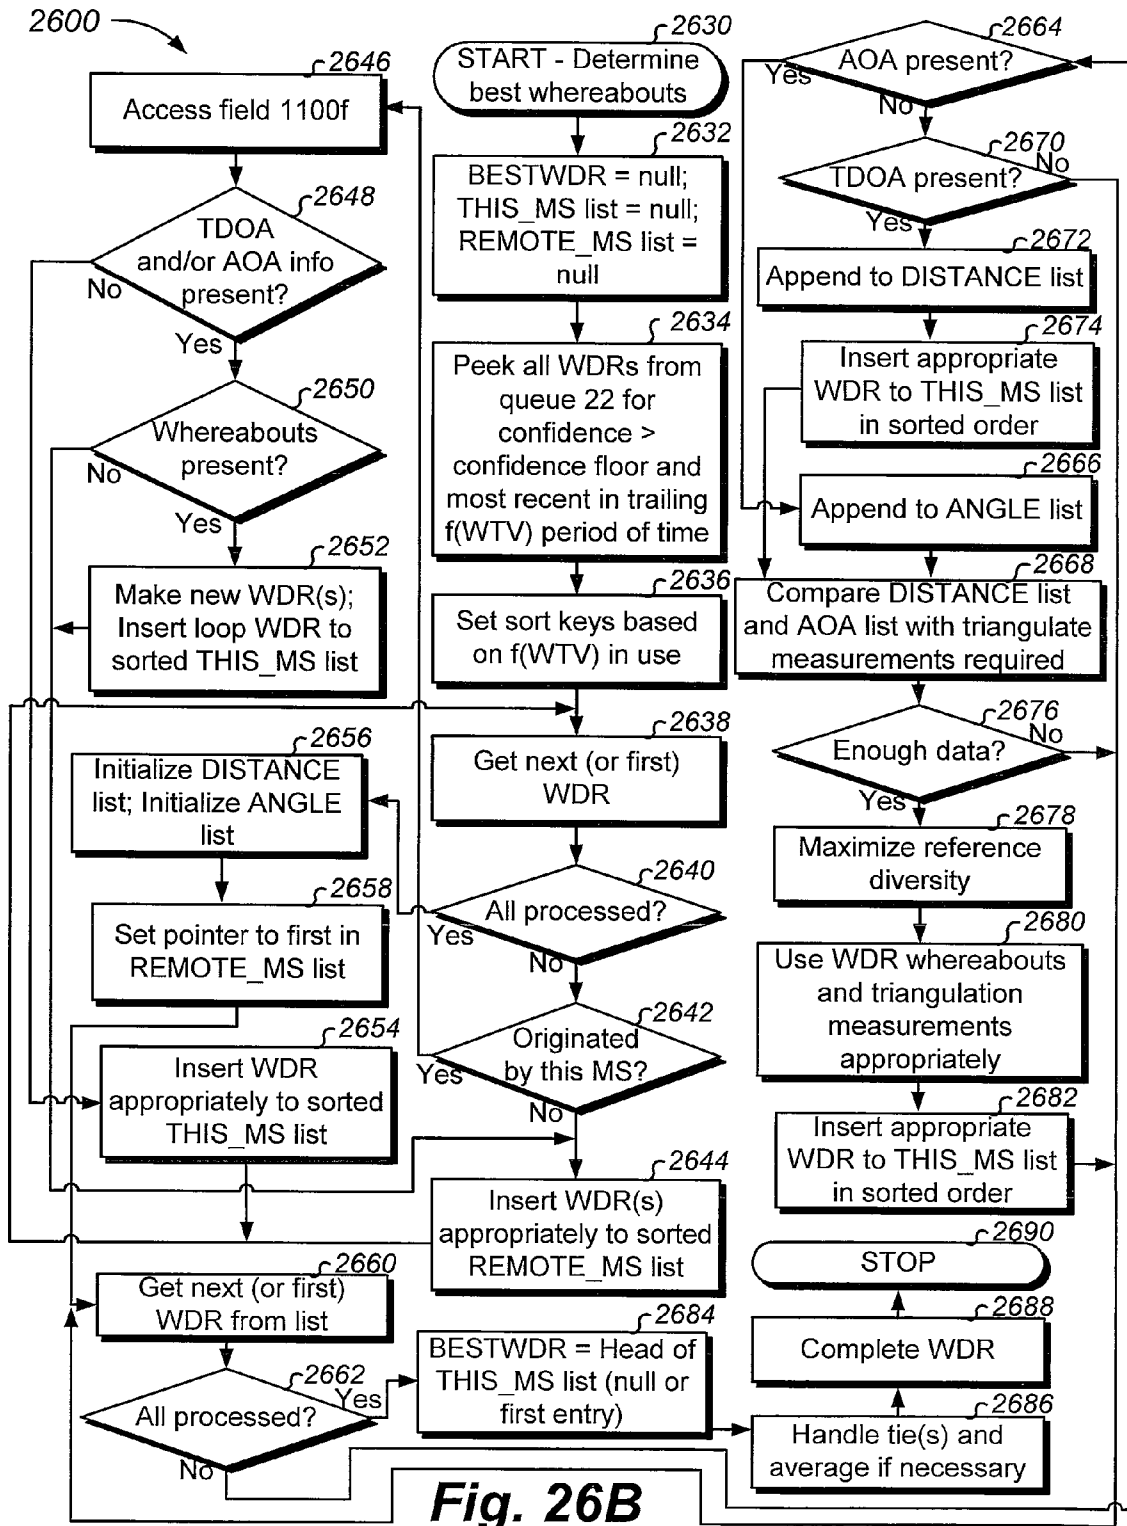 2600
2646
Access field 1100f
2648
TDOA
and/or AOA info
present?
No
Yes
2650
Whereabouts
present?
No
Yes
2652
Make new WDR(s);
Insert loop WDR to
sorted THIS_MS list
2656
Initialize DISTANCE
list; Initialize ANGLE
list
2658
Set pointer to first in
REMOTE_MS list
2654
Insert WDR
appropriately to sorted
THIS_MS list
2660
Get next (or first)
WDR from list
2662
All processed?
Yes
No
2630
START - Determine
best whereabouts
2632
BESTWDR = null;
THIS_MS list = null;
REMOTE_MS list =
null
2634
Peek all WDRs from
queue 22 for
confidence >
confidence floor and
most recent in trailing
f(WTV) period of time
2636
Set sort keys based
on f(WTV) in use
2638
Get next (or first)
WDR
2640
All processed?
Yes
No
2642
Originated
by this MS?
Yes
No
2644
Insert WDR(s)
appropriately to sorted
REMOTE_MS list
2684
BESTWDR = Head of
THIS_MS list (null or
first entry)
2664
AOA present?
Yes
No
2670
No
TDOA present?
Yes
2672
Append to DISTANCE list
2674
Insert appropriate
WDR to THIS_MS list
in sorted order
2666
Append to ANGLE list
2668
Compare DISTANCE list
and AOA list with triangulate
measurements required
2676
No
Enough data?
Yes
2678
Maximize reference
diversity
2680
Use WDR whereabouts
and triangulation
measurements
appropriately
2682
Insert appropriate
WDR to THIS_MS list
in sorted order
2690
STOP
2688
Complete WDR
2686
Handle tie(s) and
average if necessary
Fig. 26B